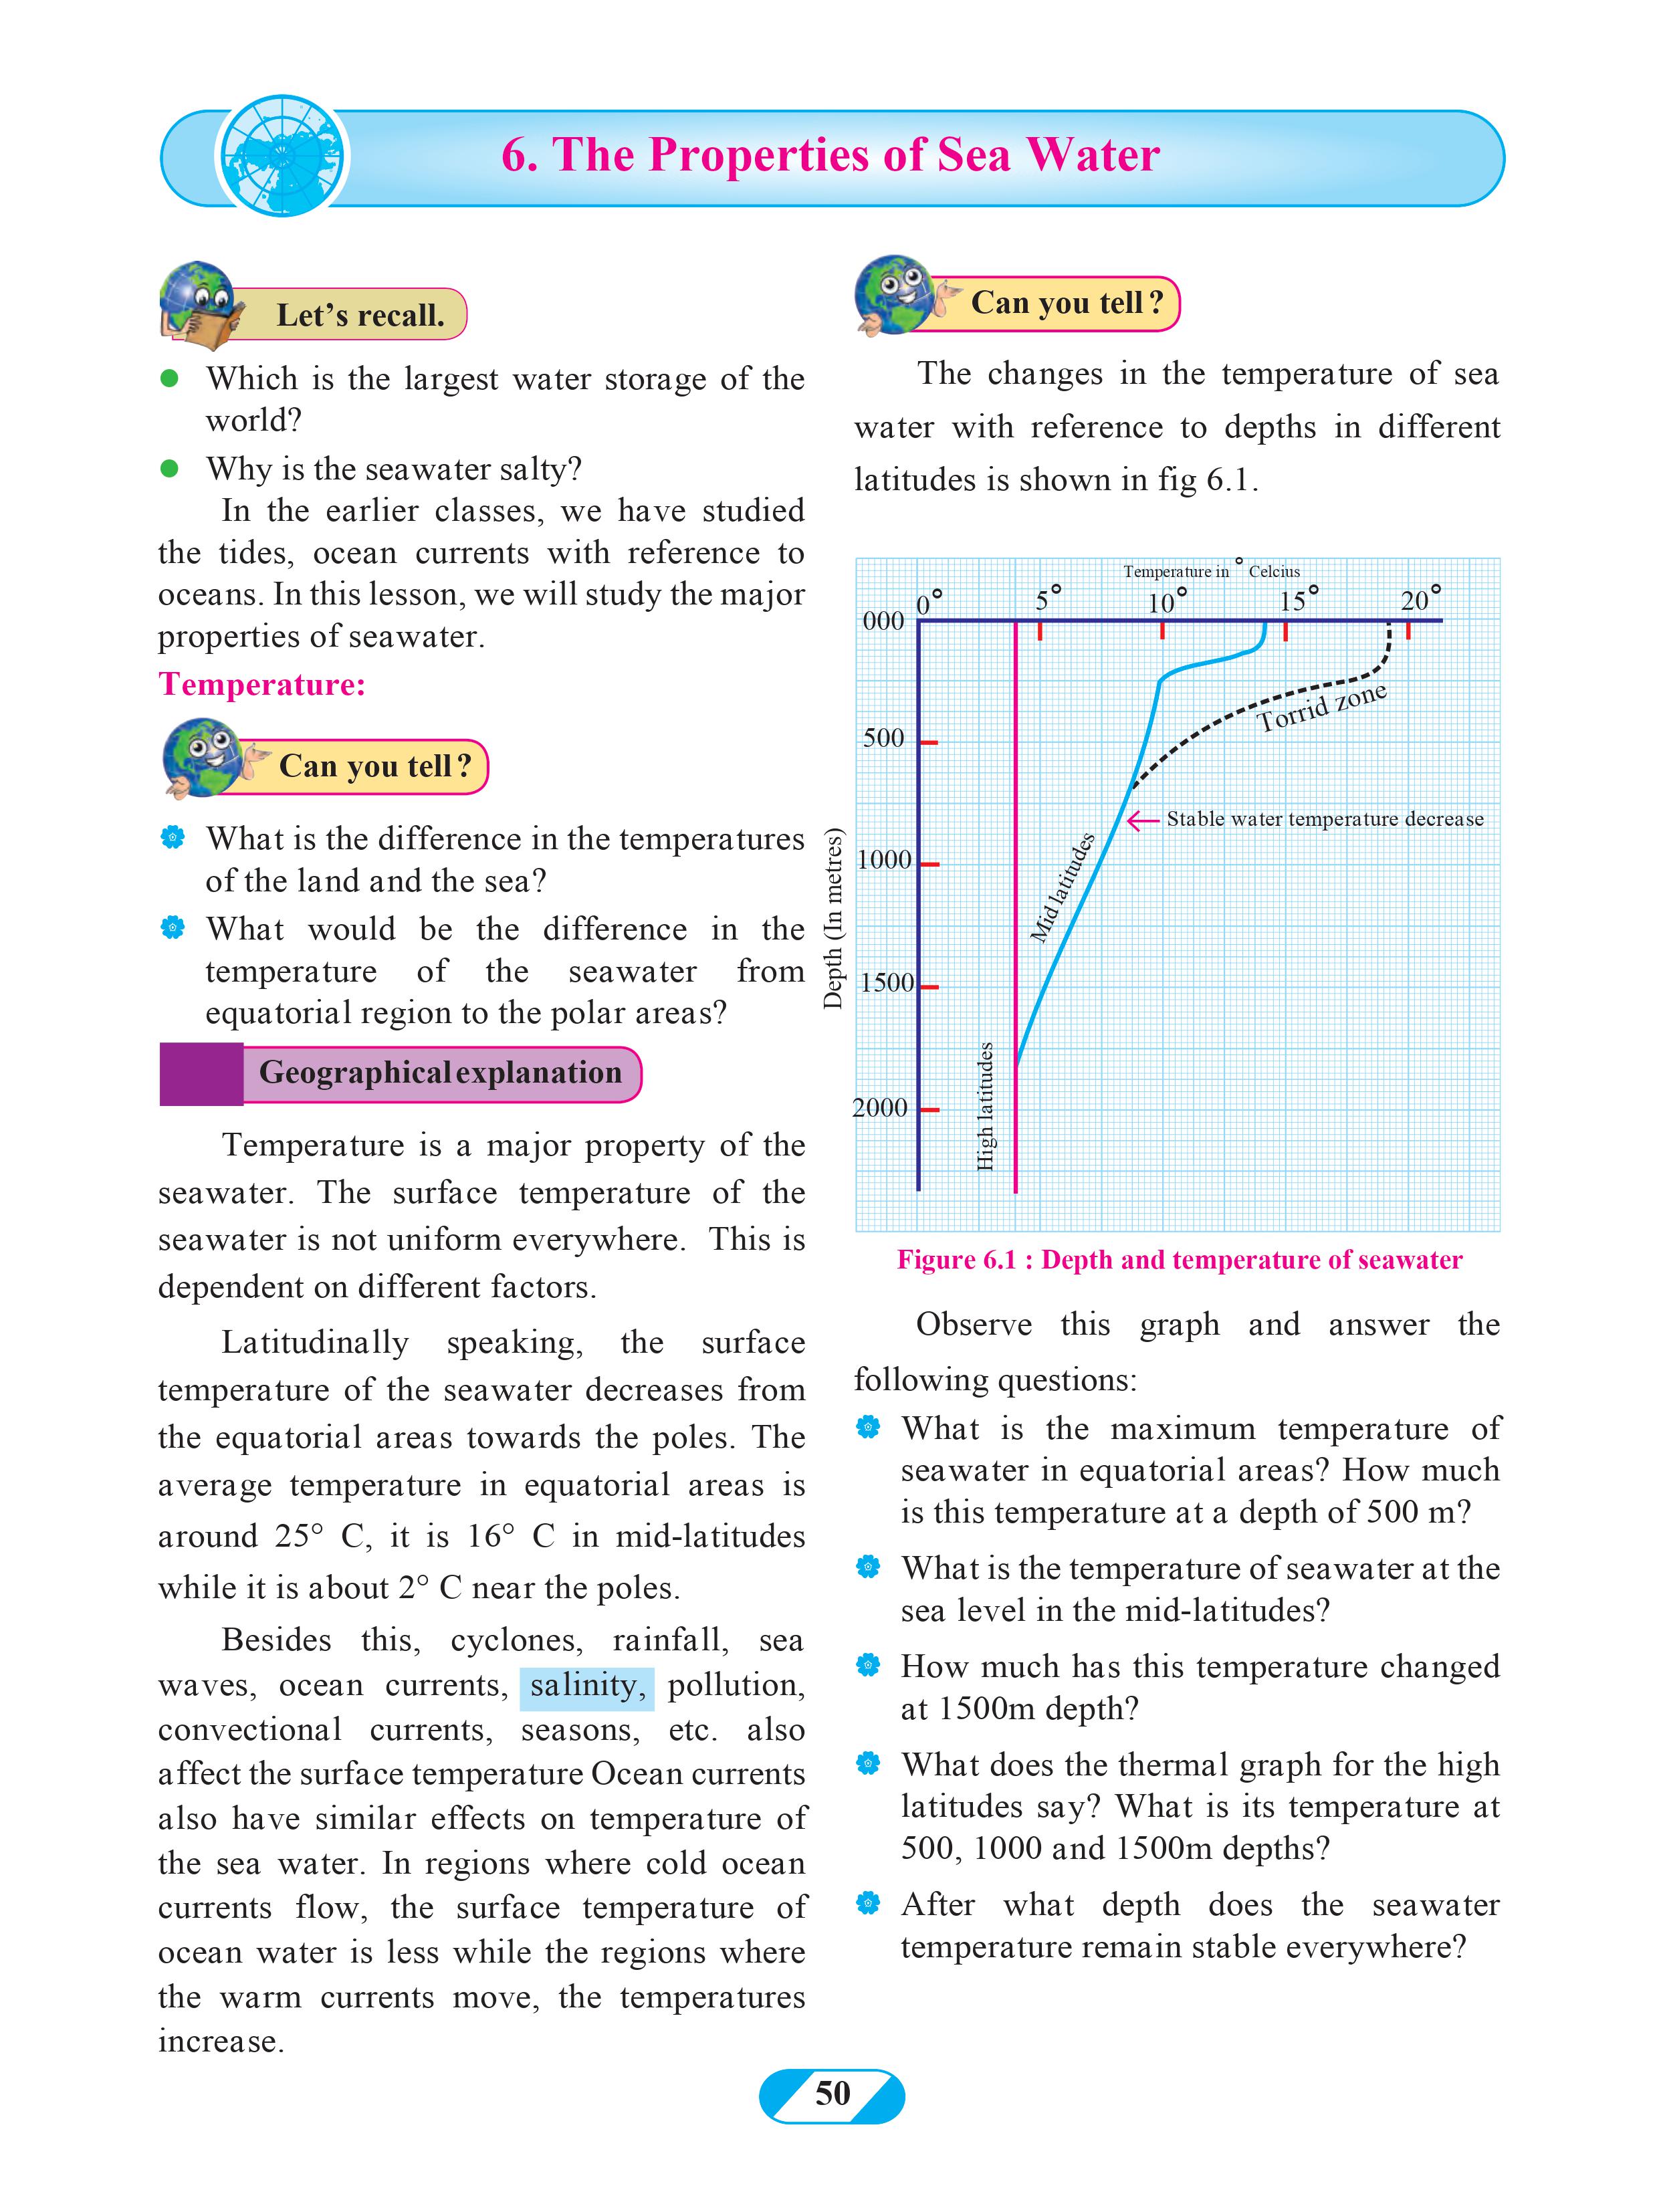 6. The Properties of Sea Water
Let's recall.
Which is the largest water storage of the
world?
Why is the seawater salty?
In the earlier classes, we have studied
the tides, ocean currents with reference to
oceans. In this lesson, we will study the major
properties of seawater.
Temperature:
Can you tell ?
What is the difference in the temperatures
of the land and the sea?
What would be the difference in the
temperature of the seawater from
equatorial region to the polar areas?
Geographical explanation
Temperature is a major property of the
seawater. The surface temperature of the
seawater is not uniform everywhere. This is
dependent on different factors.
Latitudinally speaking, the surface
temperature of the seawater decreases from
the equatorial areas towards the poles. The
average temperature in equatorial areas is
around 25° C, it is 16° C in mid-latitudes
while it is about 2° C near the poles.
Besides this, cyclones, rainfall, sea
waves, ocean currents, salinity, pollution,
convectional currents, seasons, etc. also
affect the surface temperature Ocean currents
also have similar effects on temperature of
the sea water. In regions where cold ocean
currents flow, the surface temperature of
ocean water is less while the regions where
the warm currents move, the temperatures
increase.
Can you tell ?
The changes in the temperature of sea
water with reference to depths in different
latitudes is shown in fig 6.1.
Temperature in ° Celcius
0° 5° 10° 15° 20°
000
500
1000
1500
2000
Depth (In metres)
Torrid zone
Stable water temperature decrease
Mid latitudes
High latitudes
Figure 6.1 : Depth and temperature of seawater
Observe this graph and answer the
following questions:
What is the maximum temperature of
seawater in equatorial areas? How much
is this temperature at a depth of 500 m?
What is the temperature of seawater at the
sea level in the mid-latitudes?
How much has this temperature changed
at 1500m depth?
What does the thermal graph for the high
latitudes say? What is its temperature at
500, 1000 and 1500m depths?
After what depth does the seawater
temperature remain stable everywhere?
50